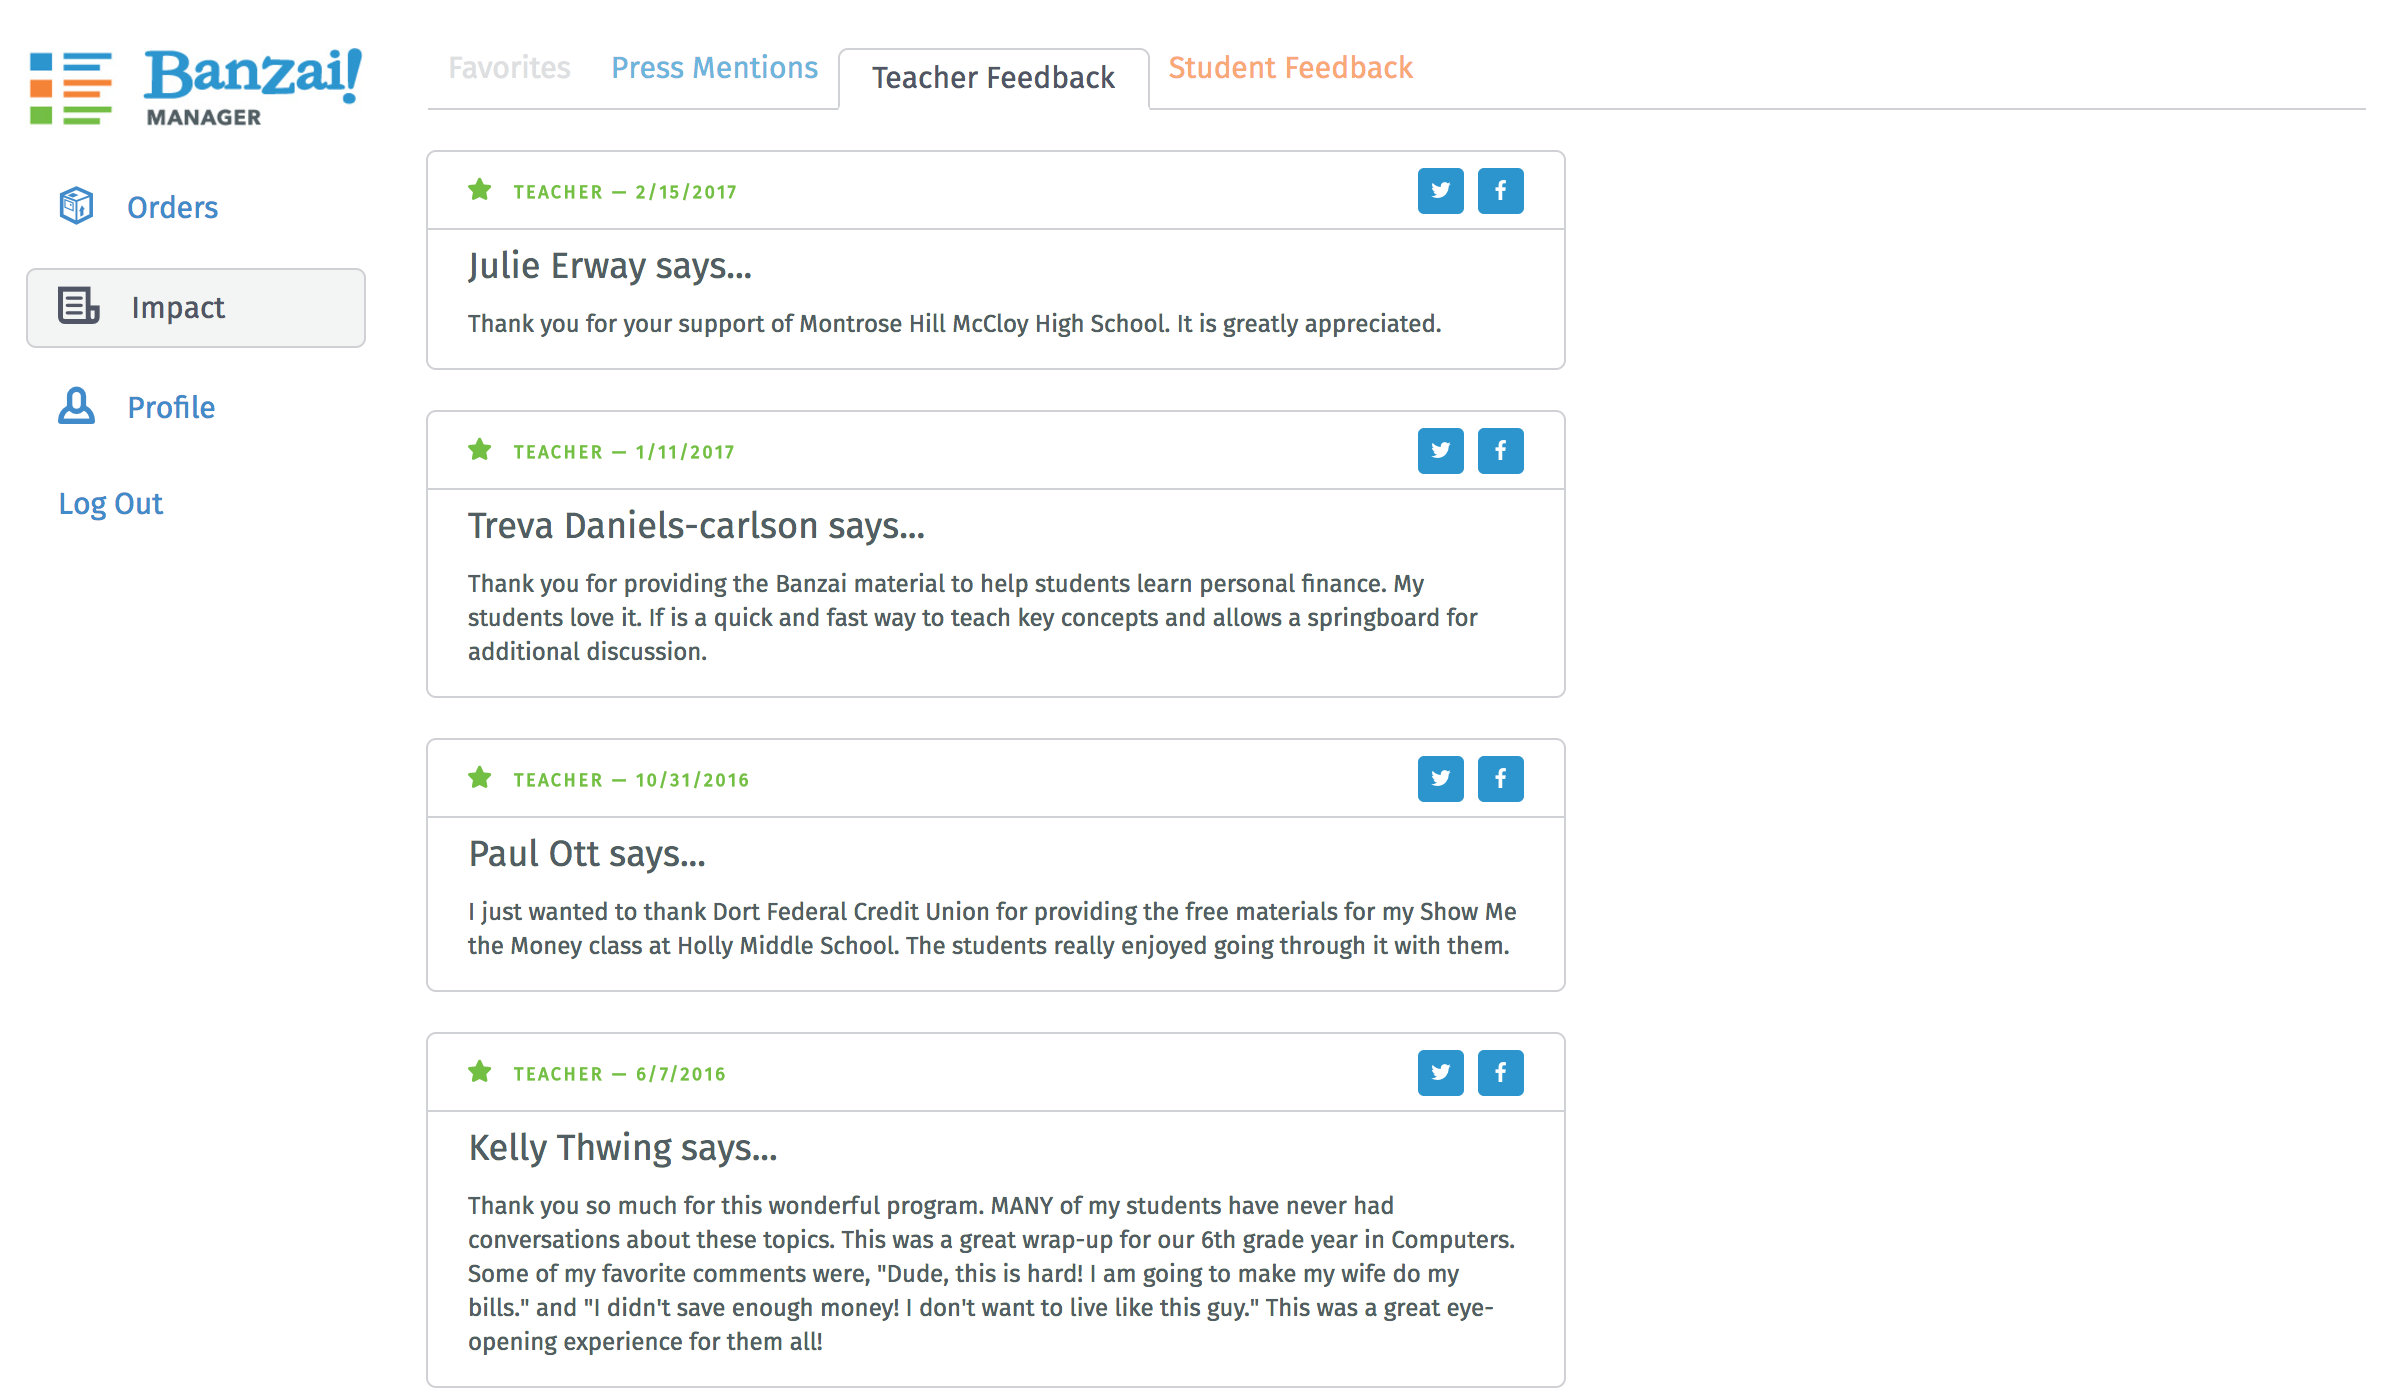 Banzai!
MANAGER
Orders
Impact
Profile
Log Out
Favorites
Press Mentions
Teacher Feedback
Student Feedback
TEACHER — 2/15/2017
Julie Erway says...
Thank you for your support of Montrose Hill McCloy High School. It is greatly appreciated.
TEACHER — 1/11/2017
Treva Daniels-carlson says...
Thank you for providing the Banzai material to help students learn personal finance. My
students love it. If is a quick and fast way to teach key concepts and allows a springboard for
additional discussion.
TEACHER — 10/31/2016
Paul Ott says...
I just wanted to thank Dort Federal Credit Union for providing the free materials for my Show Me
the Money class at Holly Middle School. The students really enjoyed going through it with them.
TEACHER — 6/7/2016
Kelly Thwing says...
Thank you so much for this wonderful program. MANY of my students have never had
conversations about these topics. This was a great wrap-up for our 6th grade year in Computers.
Some of my favorite comments were, "Dude, this is hard! I am going to make my wife do my
bills." and "I didn't save enough money! I don't want to live like this guy." This was a great eye-
opening experience for them all!